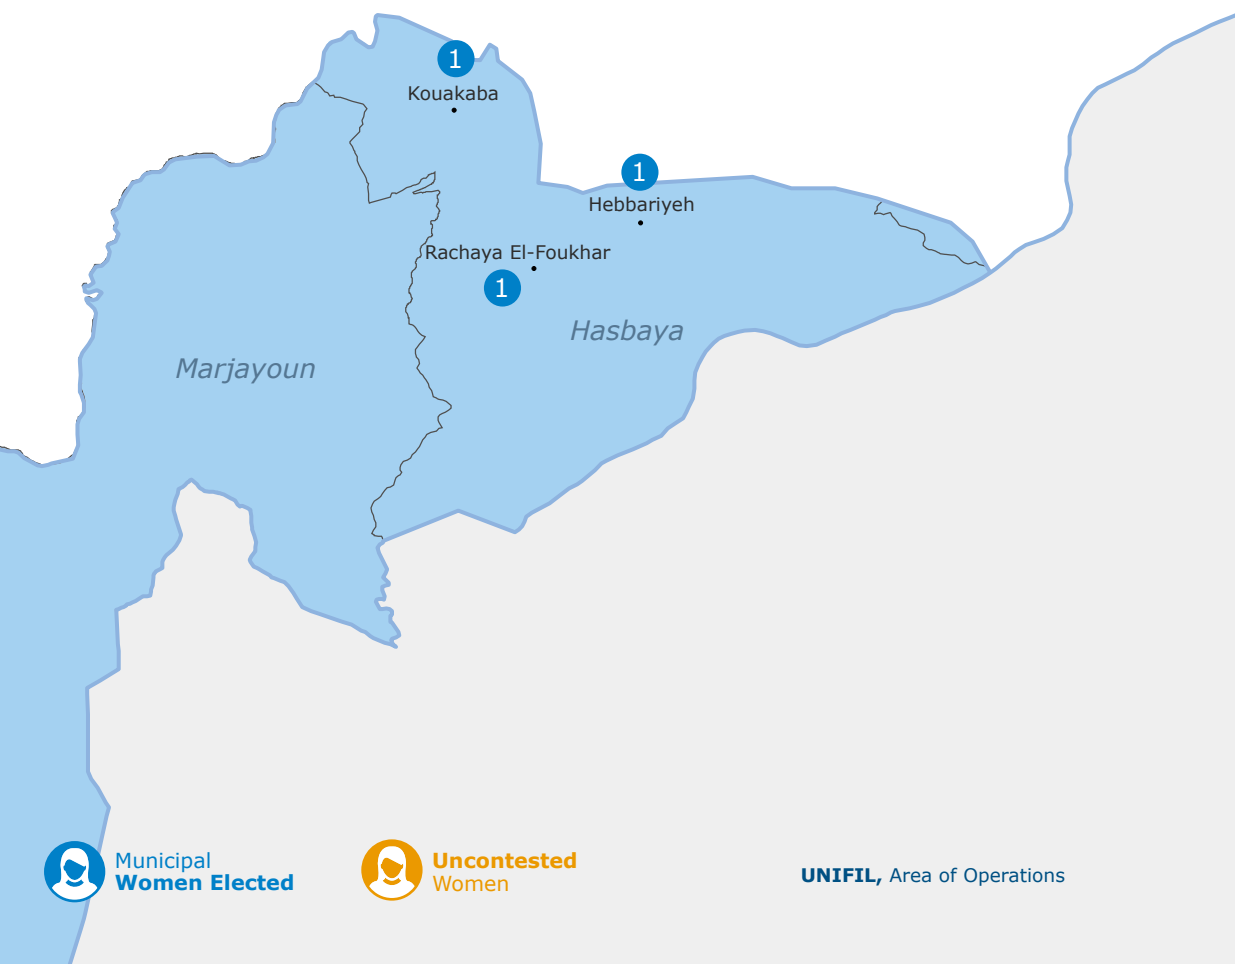 1
Kouakaba
1
Hebbariyeh
Rachaya El-Foukhar
1
Hasbaya
Marjayoun
Municipal
Women Elected
Uncontested
Women
UNIFIL, Area of Operations